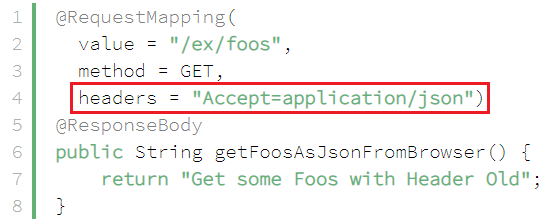 1 @RequestMapping(
2 value = "/ex/foos",
3 method = GET,
4 headers = "Accept=application/json")
5 @ResponseBody
6 public String getFoosAsJsonFromBrowser() {
7 return "Get some Foos with Header Old";
8 }